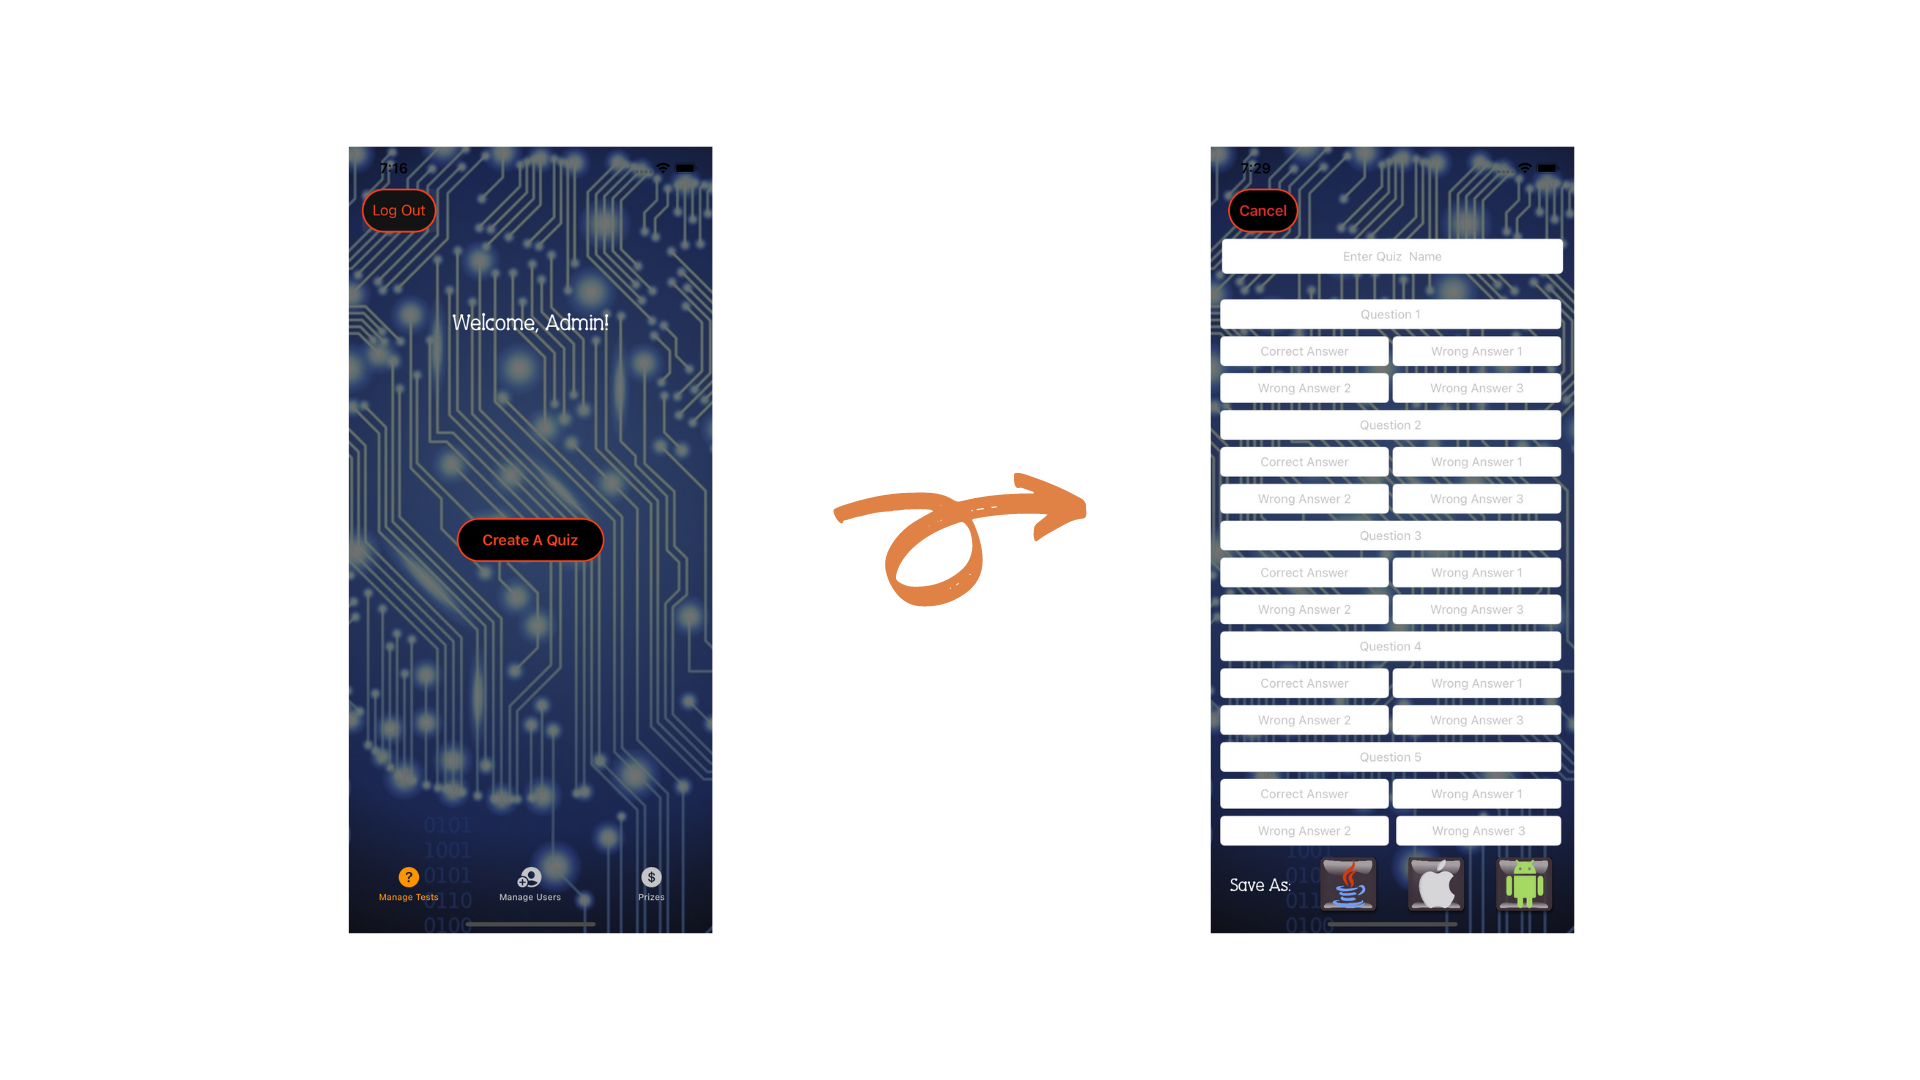 7:16
Log Out
Welcome, Admin!
Create A Quiz
0101
1001
0101
0110
0100
?
$
Manage Tests
Manage Users
Prizes
7:29
Cancel
Enter Quiz Name
Question 1
Correct Answer
Wrong Answer 1
Wrong Answer 2
Wrong Answer 3
Question 2
Correct Answer
Wrong Answer 1
Wrong Answer 2
Wrong Answer 3
Question 3
Correct Answer
Wrong Answer 1
Wrong Answer 2
Wrong Answer 3
Question 4
Correct Answer
Wrong Answer 1
Wrong Answer 2
Wrong Answer 3
Question 5
Correct Answer
Wrong Answer 1
Wrong Answer 2
Wrong Answer 3
Save As:
0100